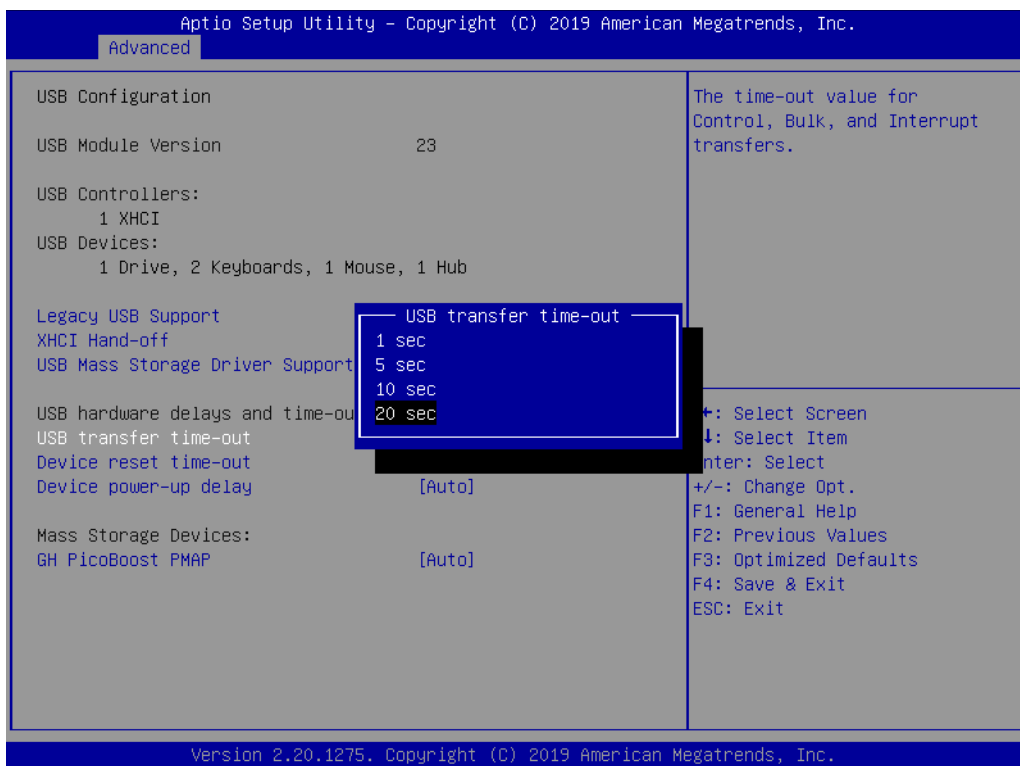 Aptio Setup Utility – Copyright (C) 2019 American Megatrends, Inc.
Advanced
USB Configuration
USB Module Version 23
USB Controllers:
1 XHCI
USB Devices:
1 Drive, 2 Keyboards, 1 Mouse, 1 Hub
Legacy USB Support
XHCI Hand-off
USB Mass Storage Driver Support
USB hardware delays and time-ou
USB transfer time-out
Device reset time-out
Device power-up delay [Auto]
Mass Storage Devices:
GH PicoBoost PMAP [Auto]
USB transfer time-out
1 sec
5 sec
10 sec
20 sec
The time-out value for
Control, Bulk, and Interrupt
transfers.
: Select Screen
: Select Item
nter: Select
+/-: Change Opt.
F1: General Help
F2: Previous Values
F3: Optimized Defaults
F4: Save & Exit
ESC: Exit
Version 2.20.1275. Copyright (C) 2019 American Megatrends, Inc.